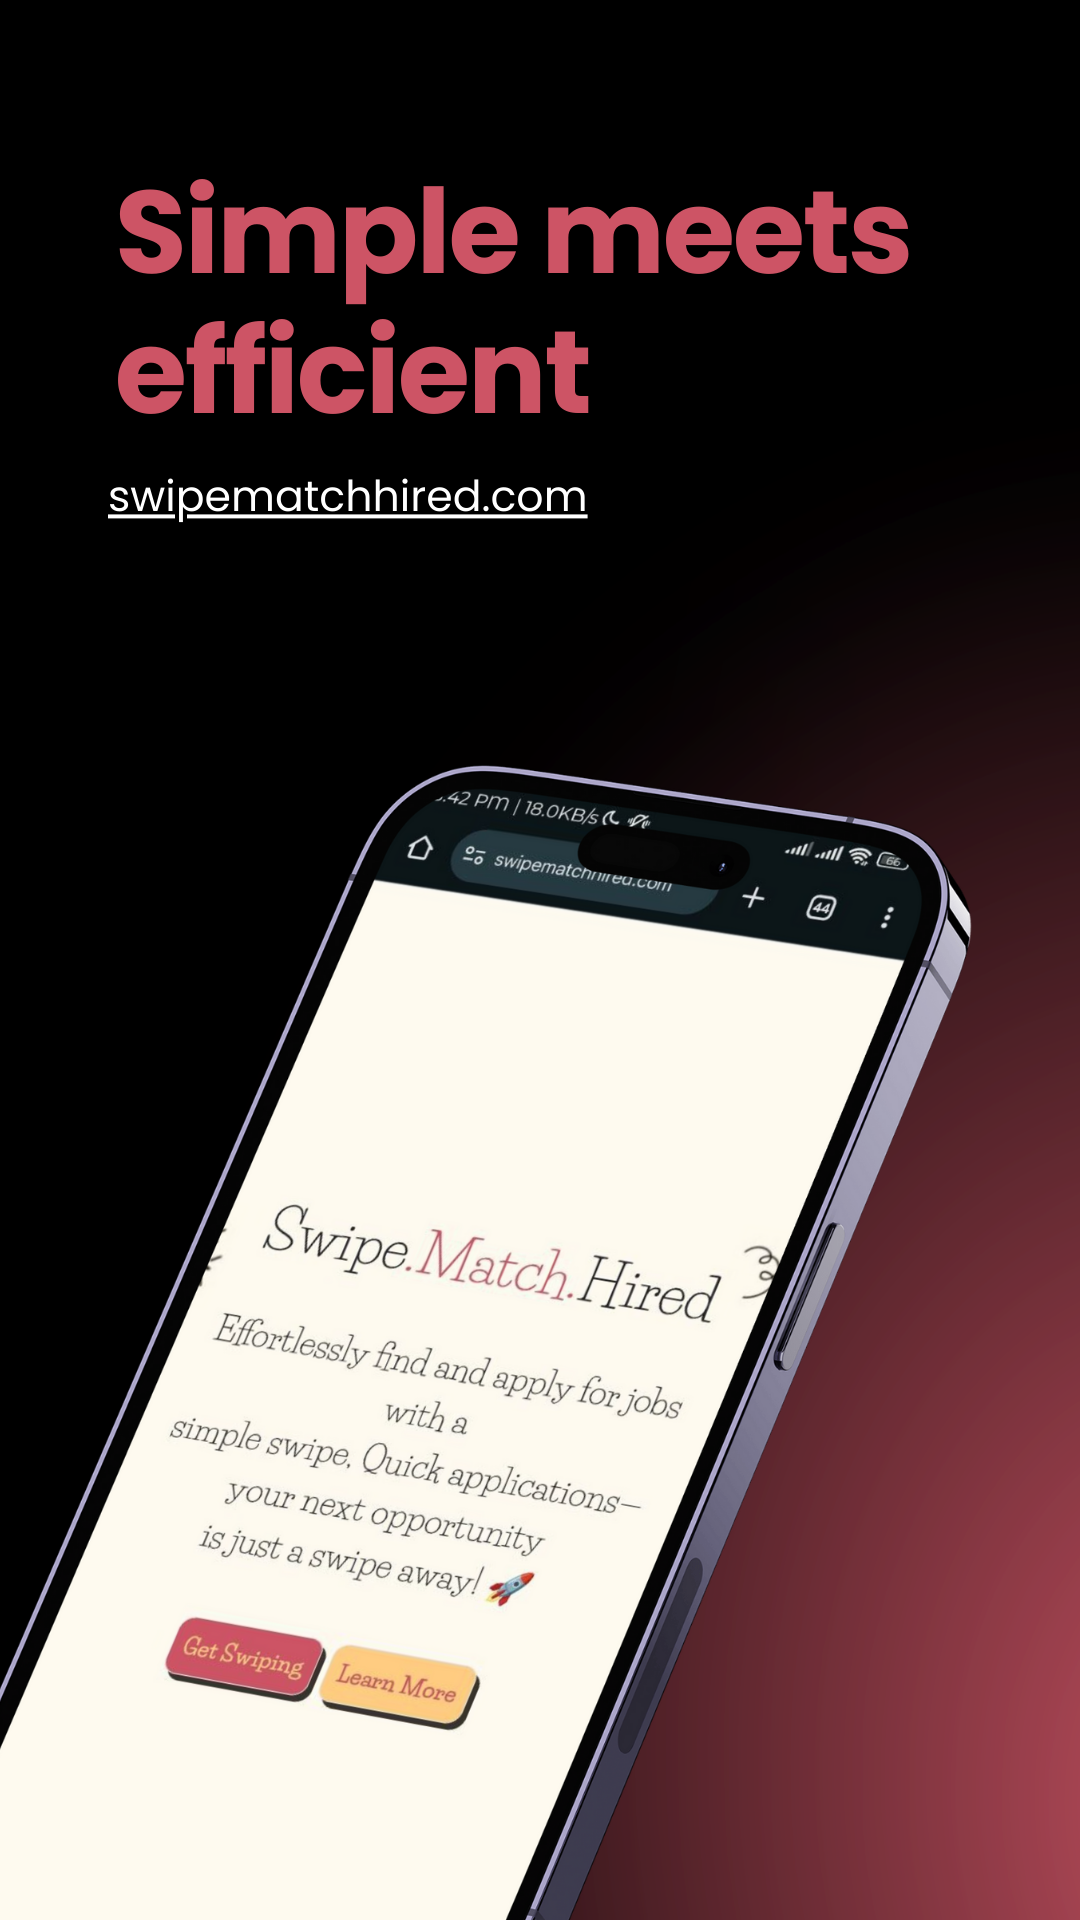 Simple meets
efficient
swipematchhired.com
:42 PM | 18.0KB/s
66
swipematchhired.com
44
Swipe.Match.Hired
Effortlessly find and apply for jobs
with a
simple swipe. Quick applications—
your next opportunity
is just a swipe away! 🚀
Get Swiping
Learn More